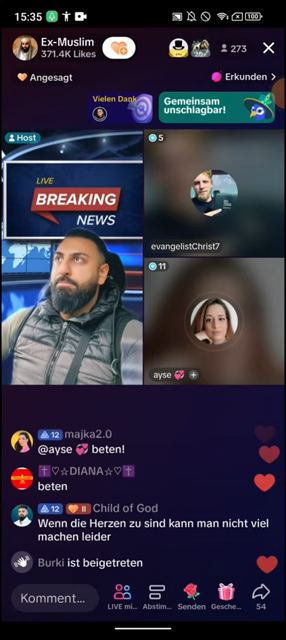 15:35
100
Ex-Muslim
371.4K Likes
273
Angesagt
Erkunden
Vielen Dank
Gemeinsam unschlagbar!
Host
LIVE
BREAKING
NEWS
5
evangelistChrist7
11
ayse 💞 +
12 majka2.0
@ayse 💞 beten!
✝️♡☆DIANA☆♡✝️
beten
12 II Child of God
Wenn die Herzen zu sind kann man nicht viel
machen leider
Burki ist beigetreten
Komment...
LIVE mi...
Abstim...
Senden
Gesche...
54